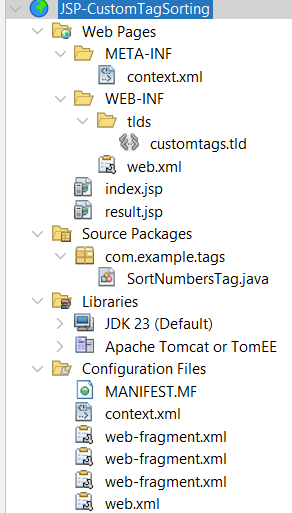 JSP-CustomTagSorting
Web Pages
META-INF
context.xml
WEB-INF
tlds
customtags.tld
web.xml
index.jsp
result.jsp
Source Packages
com.example.tags
SortNumbersTag.java
Libraries
JDK 23 (Default)
Apache Tomcat or TomEE
Configuration Files
MANIFEST.MF
context.xml
web-fragment.xml
web-fragment.xml
web-fragment.xml
web.xml